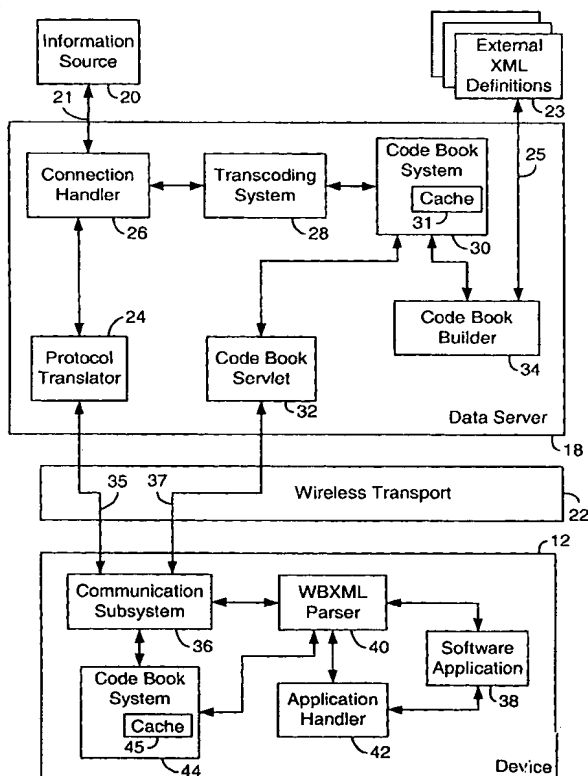 Information
Source
21
20
External
XML
Definitions
23
Connection
Handler
26
Transcoding
System
28
Code Book
System
Cache
31
30
25
24
Protocol
Translator
Code Book
Servlet
32
Code Book
Builder
34
Data Server
18
35
37
Wireless Transport
22
12
Communication
Subsystem
36
WBXML
Parser
40
Software
Application
38
Code Book
System
Cache
45
44
Application
Handler
42
Device